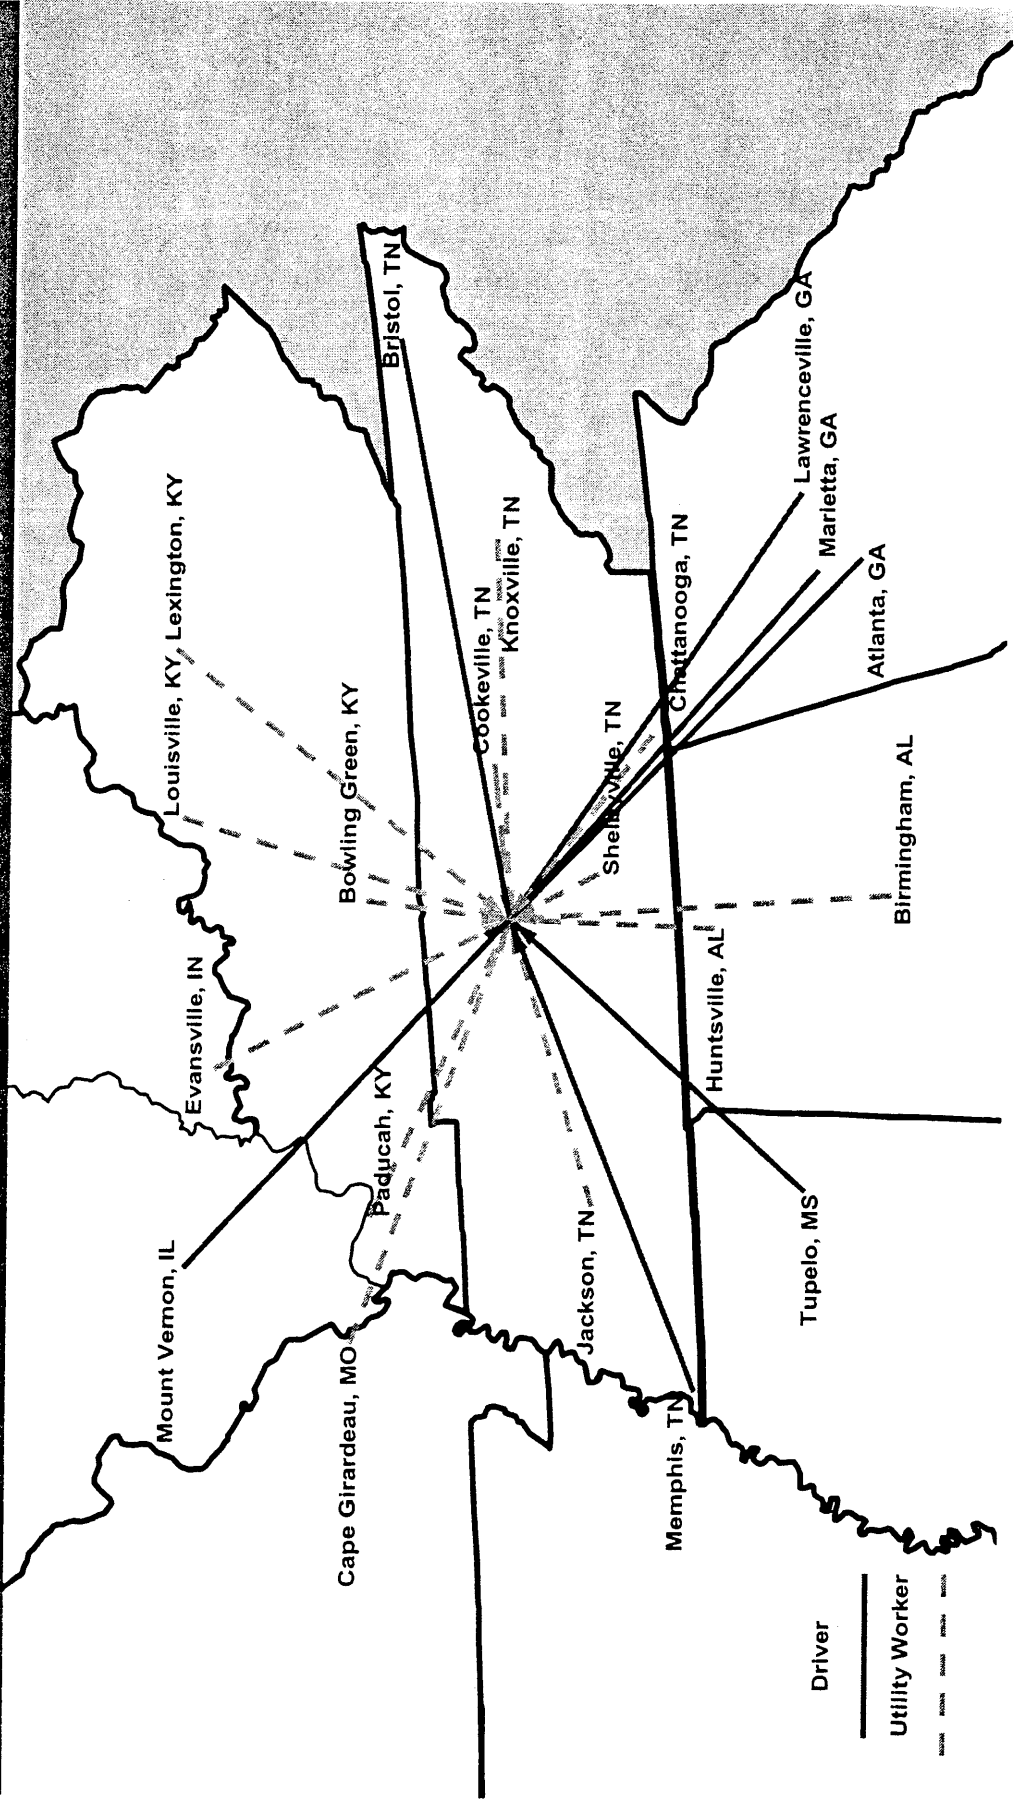 Mount Vernon, IL
Evansville, IN
Louisville, KY
Lexington, KY
Cape Girardeau, MO
Paducah, KY
Bowling Green, KY
Bristol, TN
Cookeville, TN
Knoxville, TN
Jackson, TN
Shelbyville, TN
Memphis, TN
Chattanooga, TN
Huntsville, AL
Tupelo, MS
Lawrenceville, GA
Marietta, GA
Atlanta, GA
Birmingham, AL
Driver
Utility Worker